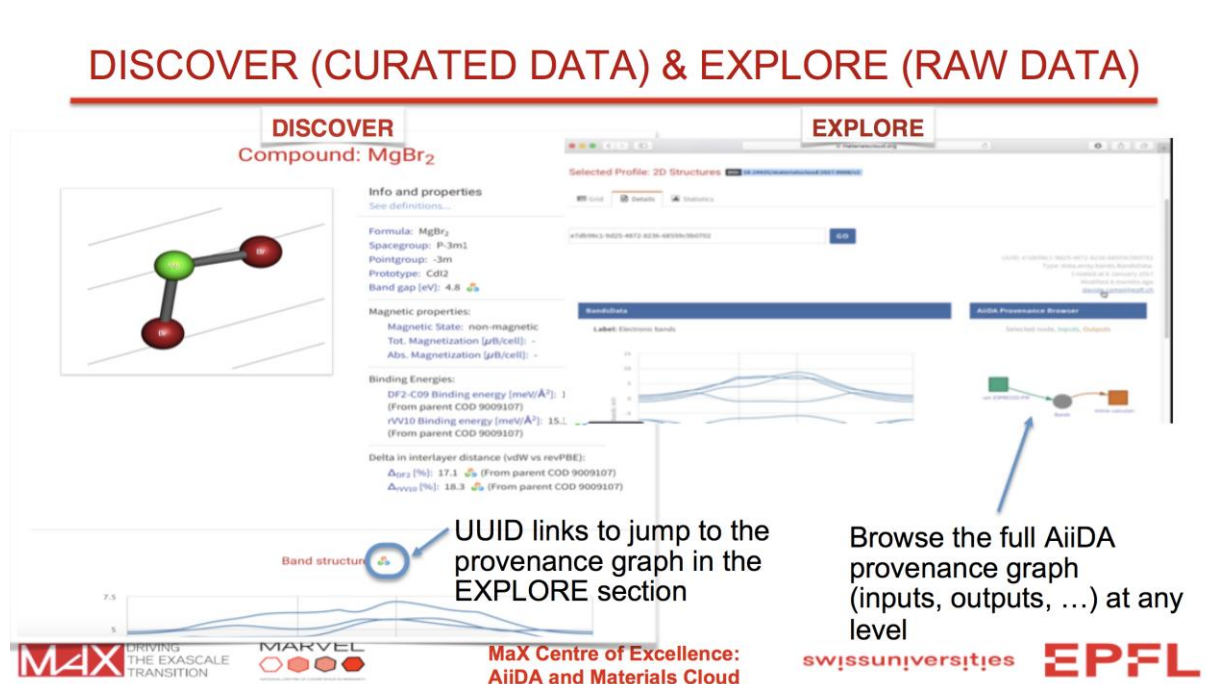 DISCOVER (CURATED DATA) & EXPLORE (RAW DATA)
DISCOVER
Compound: MgBr2
Br
Br
Info and properties
See definitions...
Formula: MgBr2
Spacegroup: P-3m1
Pointgroup: -3m
Prototype: CdI2
Band gap [eV]: 4.8
Magnetic properties:
Magnetic State: non-magnetic
Tot. Magnetization [μB/cell]: -
Abs. Magnetization [μB/cell]: -
Binding Energies:
DF2-C09 Binding energy [meV/Å2]:
(From parent COD 9009107)
rVV10 Binding energy [meV/Å2]: 15.
(From parent COD 9009107)
Delta in interlayer distance (vdW vs revPBE):
ΔDF2 [%]: 17.1 (From parent COD 9009107)
ΔrVV10 [%]: 18.3 (From parent COD 9009107)
Band structur
7.5
5
UUID links to jump to the
provenance graph in the
EXPLORE section
EXPLORE
materialscloud.org
Selected Profile: 2D Structures
Grid Details Statistics
GO
BandsData
Label: Electronic bands
AiiDA Provenance Browser
Selected node, Inputs, Outputs
Browse the full AiiDA
provenance graph
(inputs, outputs, …) at any
level
MAX DRIVING
THE EXASCALE
TRANSITION
MARVEL
MaX Centre of Excellence:
AiiDA and Materials Cloud
swissuniversities
EPFL